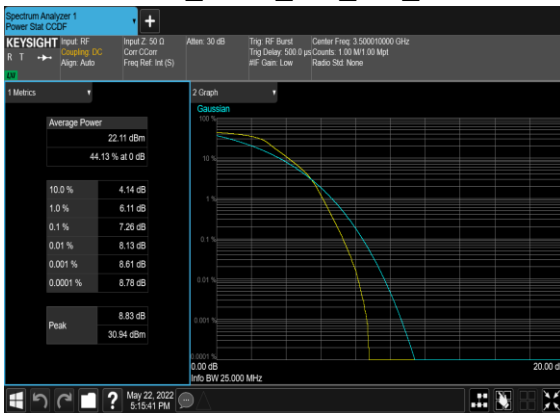 Spectrum Analyzer 1
Power Stat CCDF
+
KEYSIGHT
R T
LV
Input: RF
Coupling: DC
Align: Auto
Input Z: 50 Ω
Corr CCorr
Freq Ref: Int (S)
Atten: 30 dB
Trig: RF Burst
Trig Delay: 500.0 µs
#IF Gain: Low
Center Freq: 3.500010000 GHz
Counts: 1.00 M/1.00 Mpt
Radio Std: None
1 Metrics
Average Power
22.11 dBm
44.13 % at 0 dB
10.0 % 4.14 dB
1.0 % 6.11 dB
0.1 % 7.26 dB
0.01 % 8.13 dB
0.001 % 8.61 dB
0.0001 % 8.78 dB
Peak
8.83 dB
30.94 dBm
2 Graph
Gaussian
100 %
10 %
1 %
0.1 %
0.01 %
0.001 %
0.0001 %
0.00 dB
20.00 d
Info BW 25.000 MHz
?
May 22, 2022
5:15:41 PM